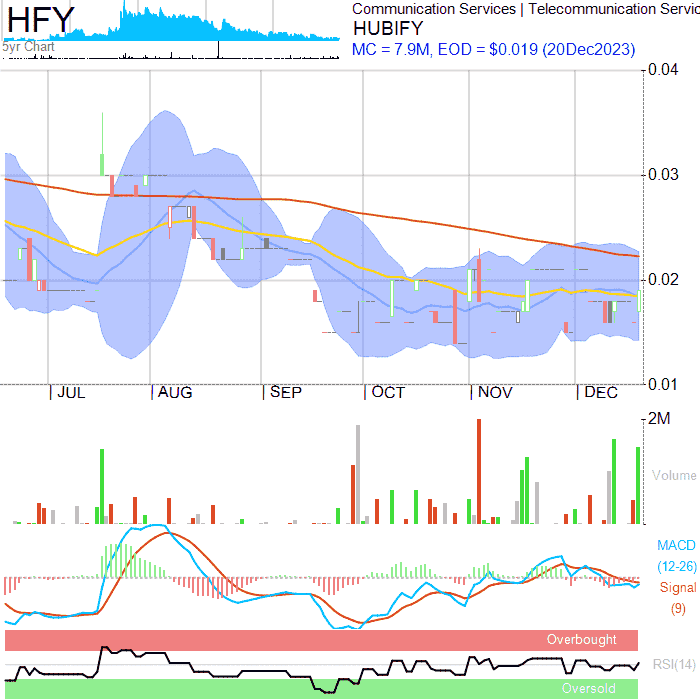 HFY
5yr Chart
Communication Services | Telecommunication Servic
HUBIFY
MC = 7.9M, EOD = $0.019 (20Dec2023)
0.04
0.03
0.02
0.01
JUL
AUG
SEP
OCT
NOV
DEC
2M
Volume
MACD
(12-26)
Signal
(9)
Overbought
RSI(14)
Oversold